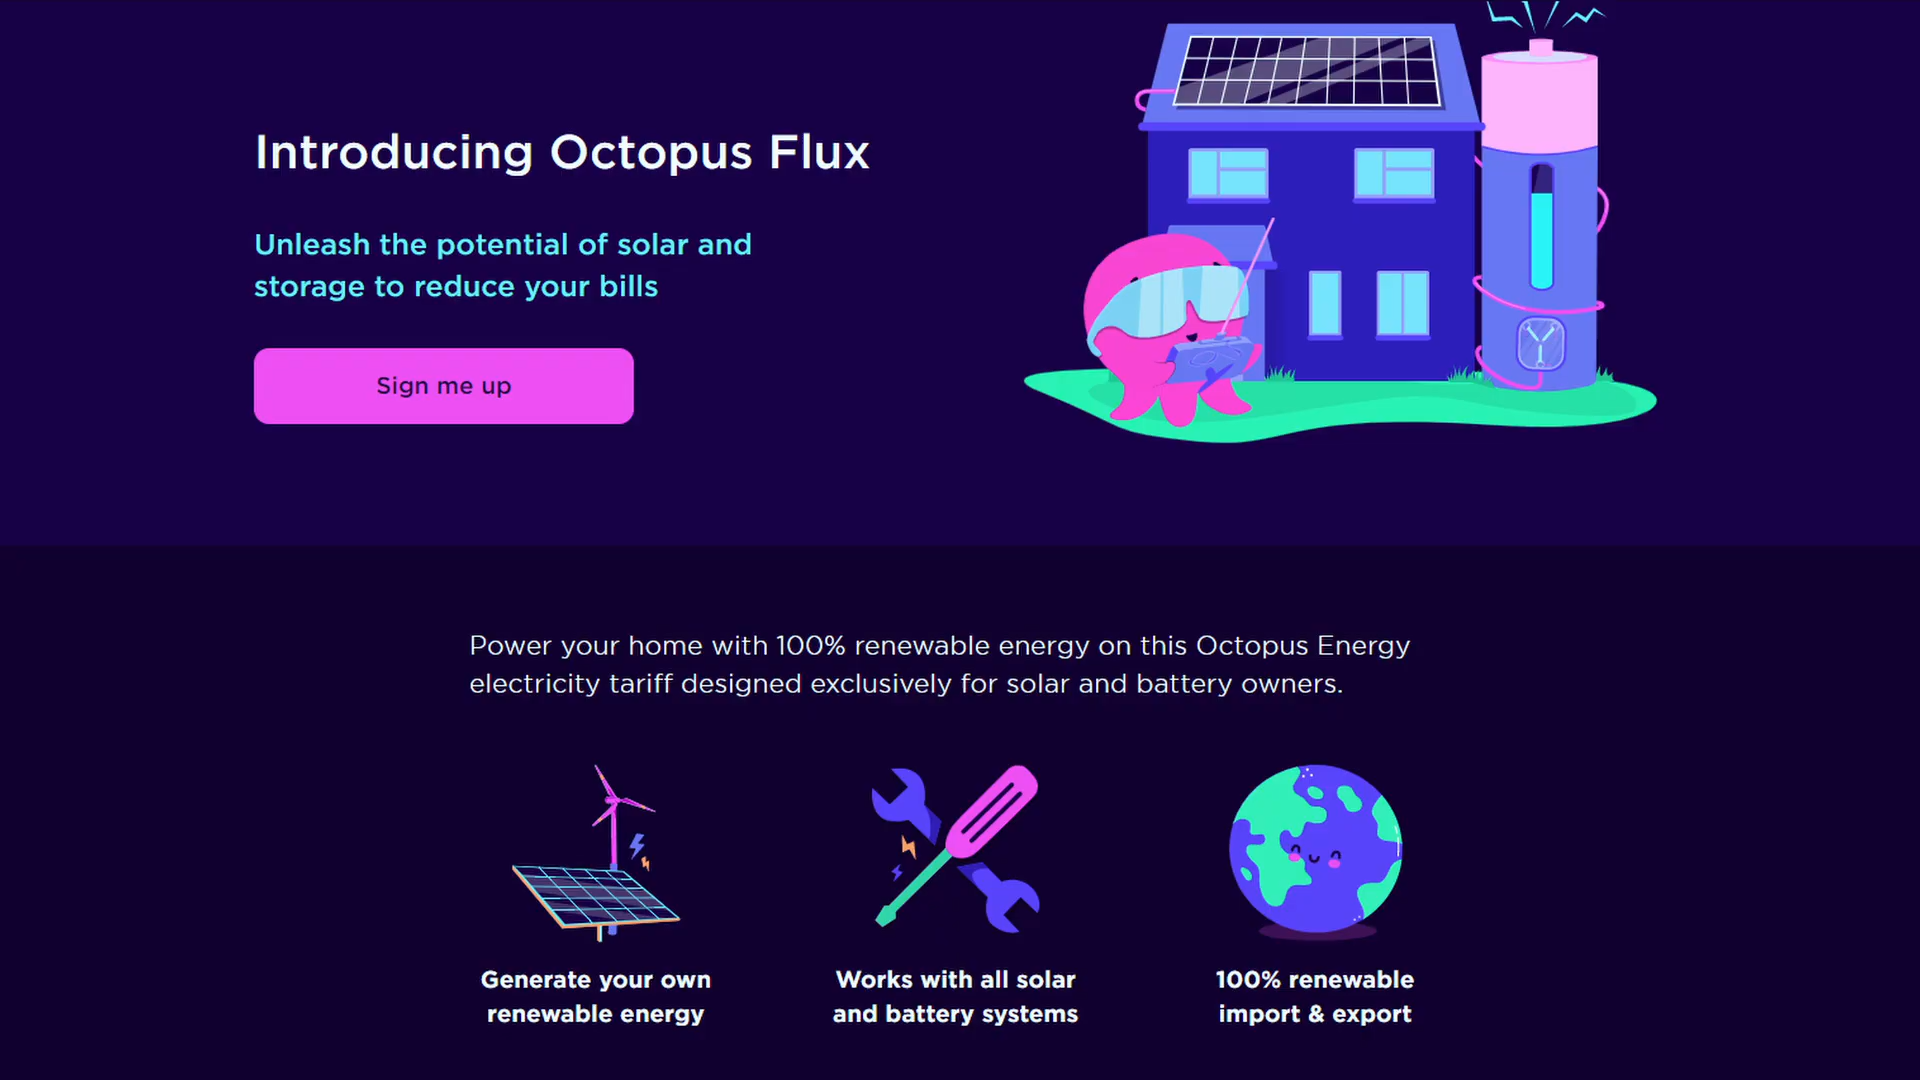 Introducing Octopus Flux
Unleash the potential of solar and
storage to reduce your bills
Sign me up
Power your home with 100% renewable energy on this Octopus Energy
electricity tariff designed exclusively for solar and battery owners.
Generate your own
renewable energy
Works with all solar
and battery systems
100% renewable
import & export